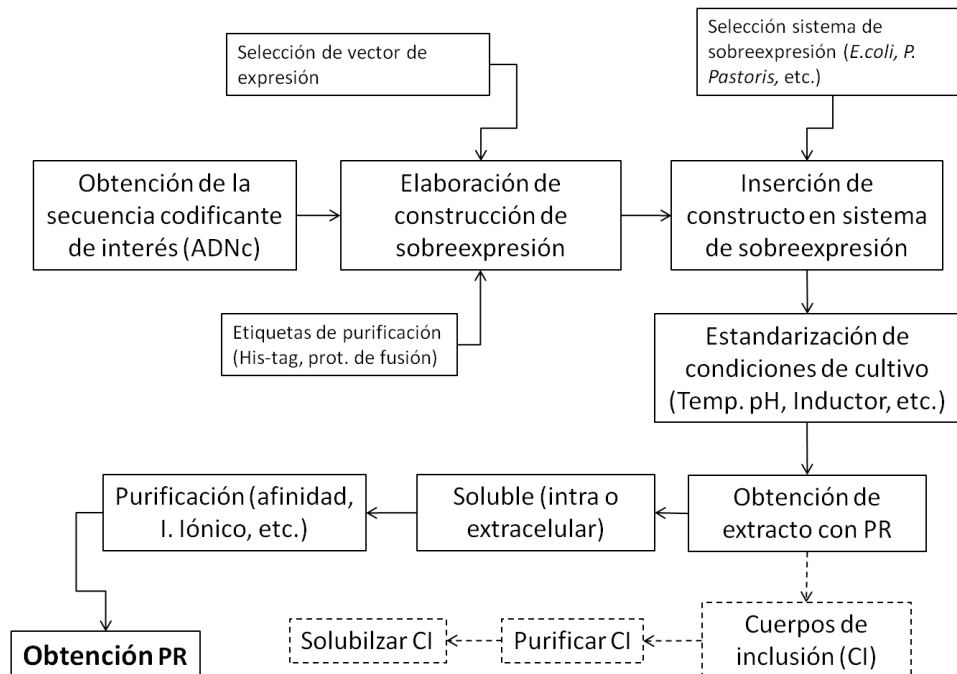 Selección de vector de
expresión
Selección sistema de
sobreexpresión (E.coli, P.
Pastoris, etc.)
Obtención de la
secuencia codificante
de interés (ADNc)
Elaboración de
construcción de
sobreexpresión
Inserción de
constructo en sistema
de sobreexpresión
Etiquetas de purificación
(His-tag, prot. de fusión)
Estandarización de
condiciones de cultivo
(Temp. pH, Inductor, etc.)
Purificación (afinidad,
I. Iónico, etc.)
Soluble (intra o
extracelular)
Obtención de
extracto con PR
Obtención PR
Solubilzar CI
Purificar CI
Cuerpos de
inclusión (CI)